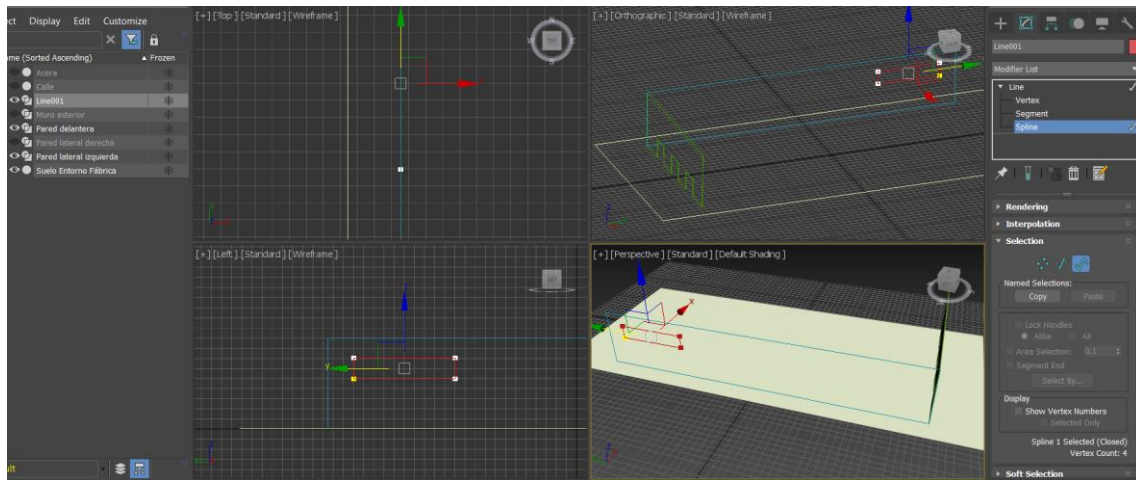 Display Edit Customize
ame (Sorted Ascending) ▲ Frozen
Acera
Calle
Line001
Muro exterior
Pared delantera
Pared lateral derecha
Pared lateral izquierda
Suelo Entorno Fábrica
[+] [Top] [Standard] [Wireframe]
[+] [Orthographic] [Standard] [Wireframe]
[+] [Left] [Standard] [Wireframe]
[+] [Perspective] [Standard] [Default Shading]
Line001
Modifier List
Line
Vertex
Segment
Spline
Rendering
Interpolation
Selection
Named Selections:
Copy Paste
Lock Handles
Alike All
Area Selection: 0,1
Segment End
Select By...
Display
Show Vertex Numbers
Selected Only
Spline 1 Selected (Closed)
Vertex Count: 4
Soft Selection